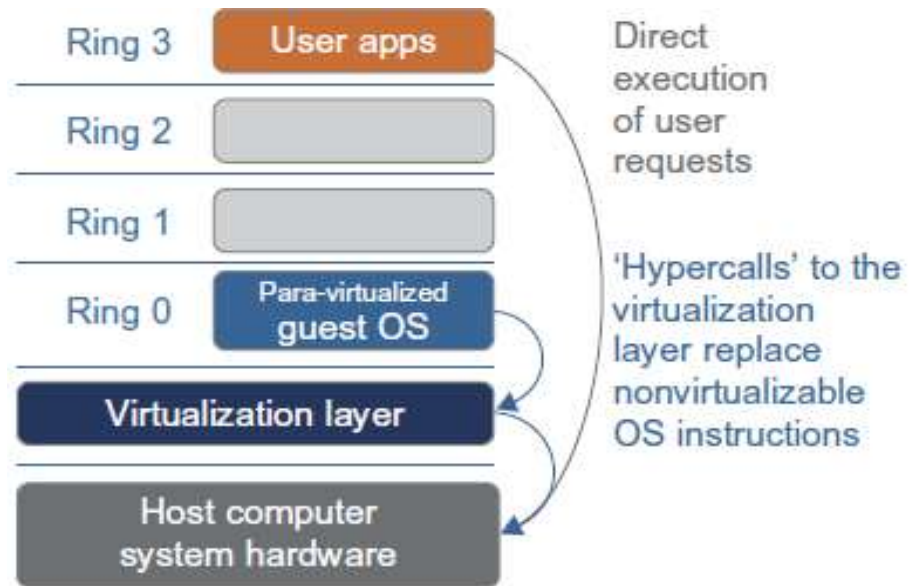 Ring 3
User apps
Direct
execution
of user
requests
Ring 2
Ring 1
Ring 0
Para-virtualized
guest OS
'Hypercalls' to the
virtualization
layer replace
nonvirtualizable
OS instructions
Virtualization layer
Host computer
system hardware